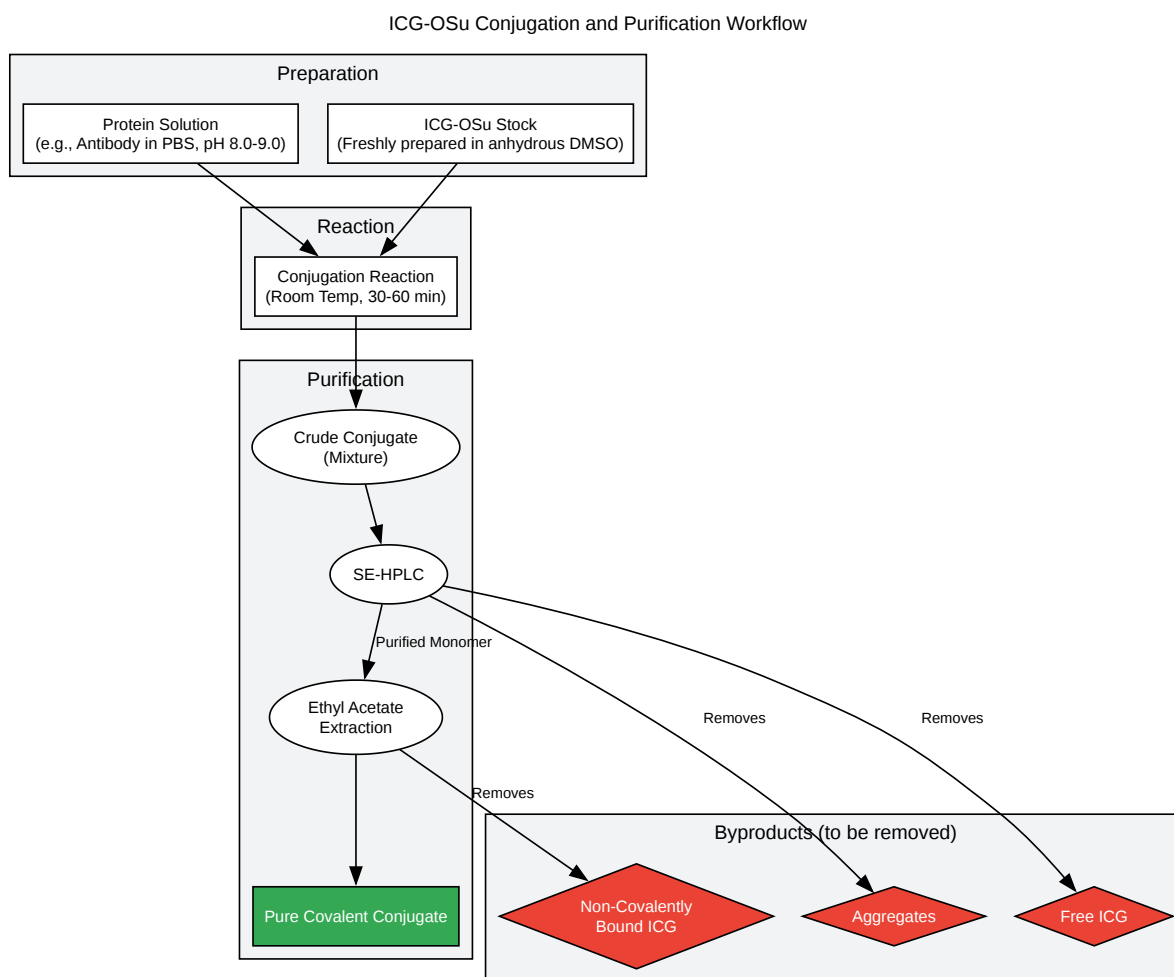 ICG-OSu Conjugation and Purification Workflow
Preparation
Protein Solution
(e.g., Antibody in PBS, pH 8.0-9.0)
ICG-OSu Stock
(Freshly prepared in anhydrous DMSO)
Reaction
Conjugation Reaction
(Room Temp, 30-60 min)
Purification
Crude Conjugate
(Mixture)
SE-HPLC
Purified Monomer
Ethyl Acetate
Extraction
Removes
Removes
Removes
Byproducts (to be removed)
Pure Covalent Conjugate
Non-Covalently
Bound ICG
Aggregates
Free ICG